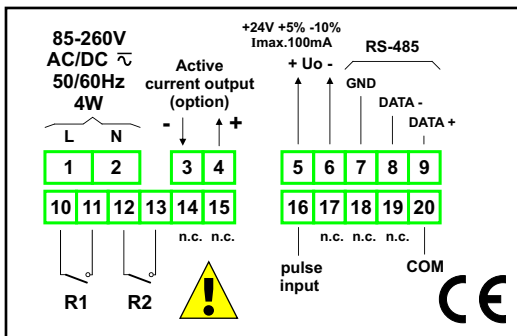 85-260V
AC/DC ⏦
50/60Hz
4W
L N
Active
current output
(option)
- +
+24V +5% -10%
Imax.100mA
+ Uo -
RS-485
GND
DATA -
DATA +
1 2 3 4 5 6 7 8 9
10 11 12 13 14 15 16 17 18 19 20
n.c. n.c. n.c. n.c. n.c.
R1 R2
pulse
input
COM
CE